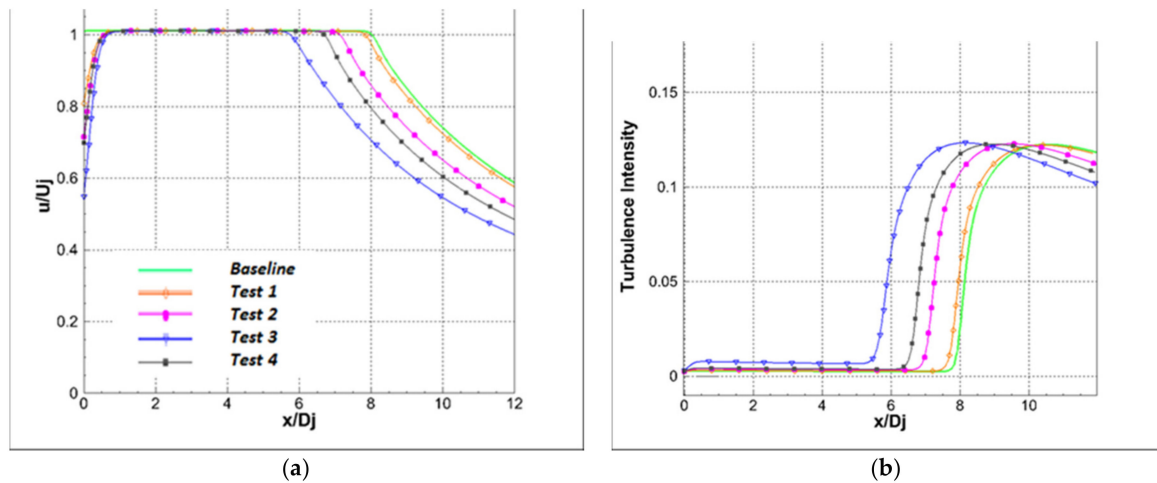 1
0.8
0.6
0.4
0.2
0
u/Uj
0 2 4 6 8 10 12
x/Dj
Baseline
Test 1
Test 2
Test 3
Test 4
(a)
0.15
0.1
0.05
0
Turbulence Intensity
0 2 4 6 8 10
x/Dj
(b)